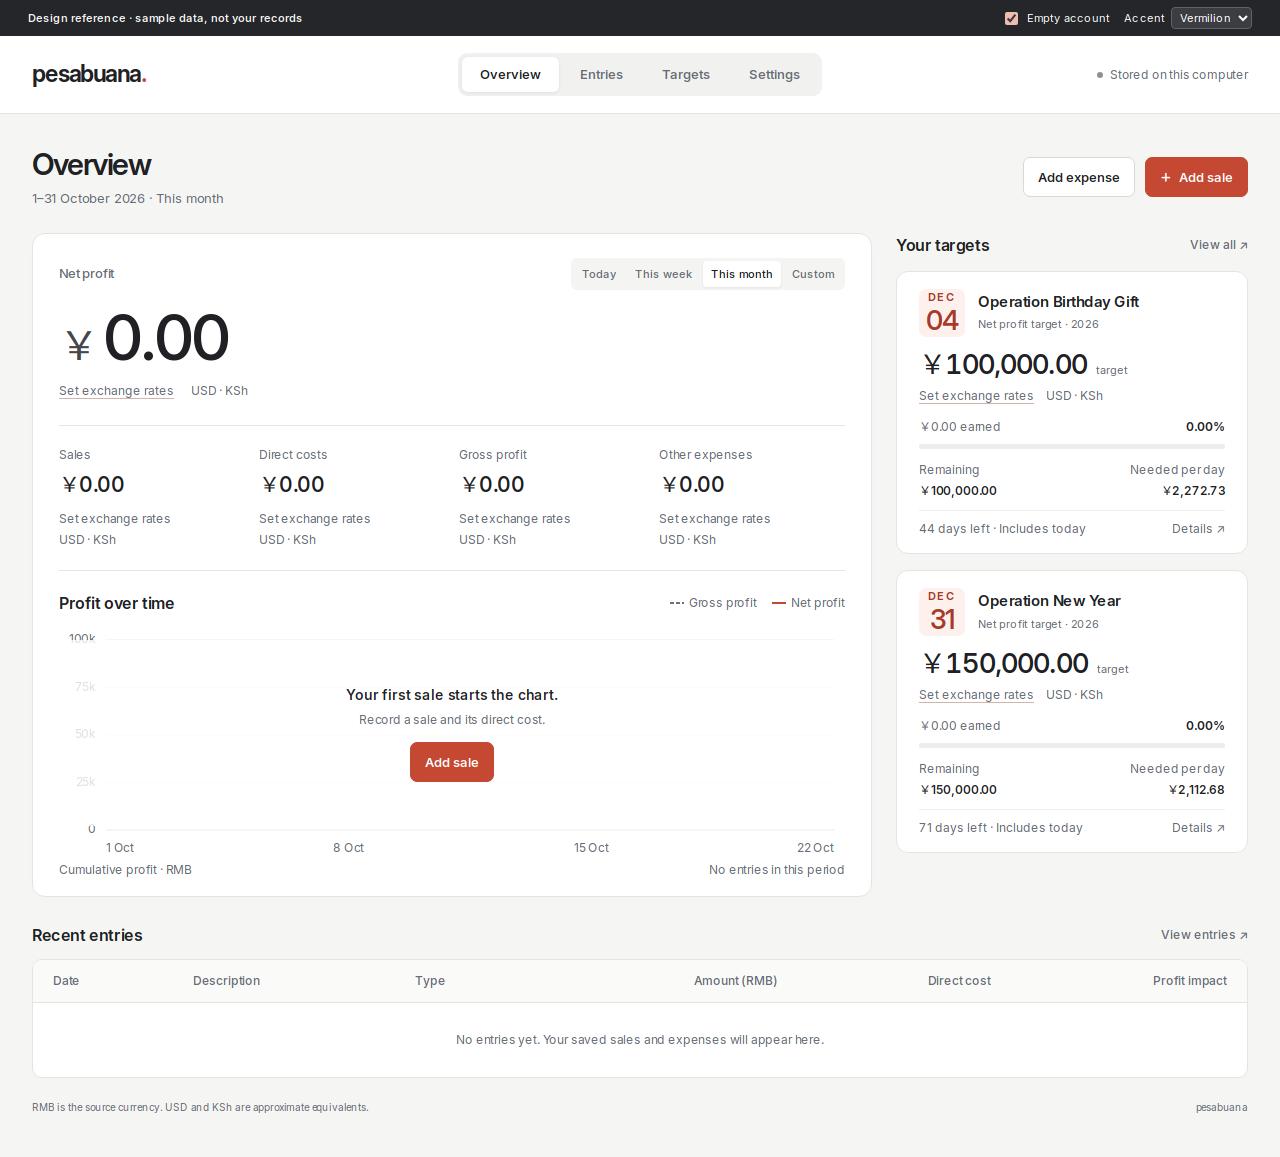 Design reference · sample data, not your records
Empty account Accent Vermilion
pesabuana.
Overview Entries Targets Settings
Stored on this computer
Overview
1–31 October 2026 · This month
Add expense
+ Add sale
Net profit
Today This week This month Custom
¥ 0.00
Set exchange rates USD · KSh
Sales Direct costs Gross profit Other expenses
¥0.00 ¥0.00 ¥0.00 ¥0.00
Set exchange rates Set exchange rates Set exchange rates Set exchange rates
USD · KSh USD · KSh USD · KSh USD · KSh
Profit over time
Gross profit Net profit
100k
75k
50k
25k
0
Your first sale starts the chart.
Record a sale and its direct cost.
Add sale
1 Oct 8 Oct 15 Oct 22 Oct
Cumulative profit · RMB No entries in this period
Your targets View all ↗
DEC
04
Operation Birthday Gift
Net profit target · 2026
¥100,000.00 target
Set exchange rates USD · KSh
¥0.00 earned 0.00%
Remaining Needed per day
¥100,000.00 ¥2,272.73
44 days left · Includes today Details ↗
DEC
31
Operation New Year
Net profit target · 2026
¥150,000.00 target
Set exchange rates USD · KSh
¥0.00 earned 0.00%
Remaining Needed per day
¥150,000.00 ¥2,112.68
71 days left · Includes today Details ↗
Recent entries View entries ↗
Date Description Type Amount (RMB) Direct cost Profit impact
No entries yet. Your saved sales and expenses will appear here.
RMB is the source currency. USD and KSh are approximate equivalents. pesabuana